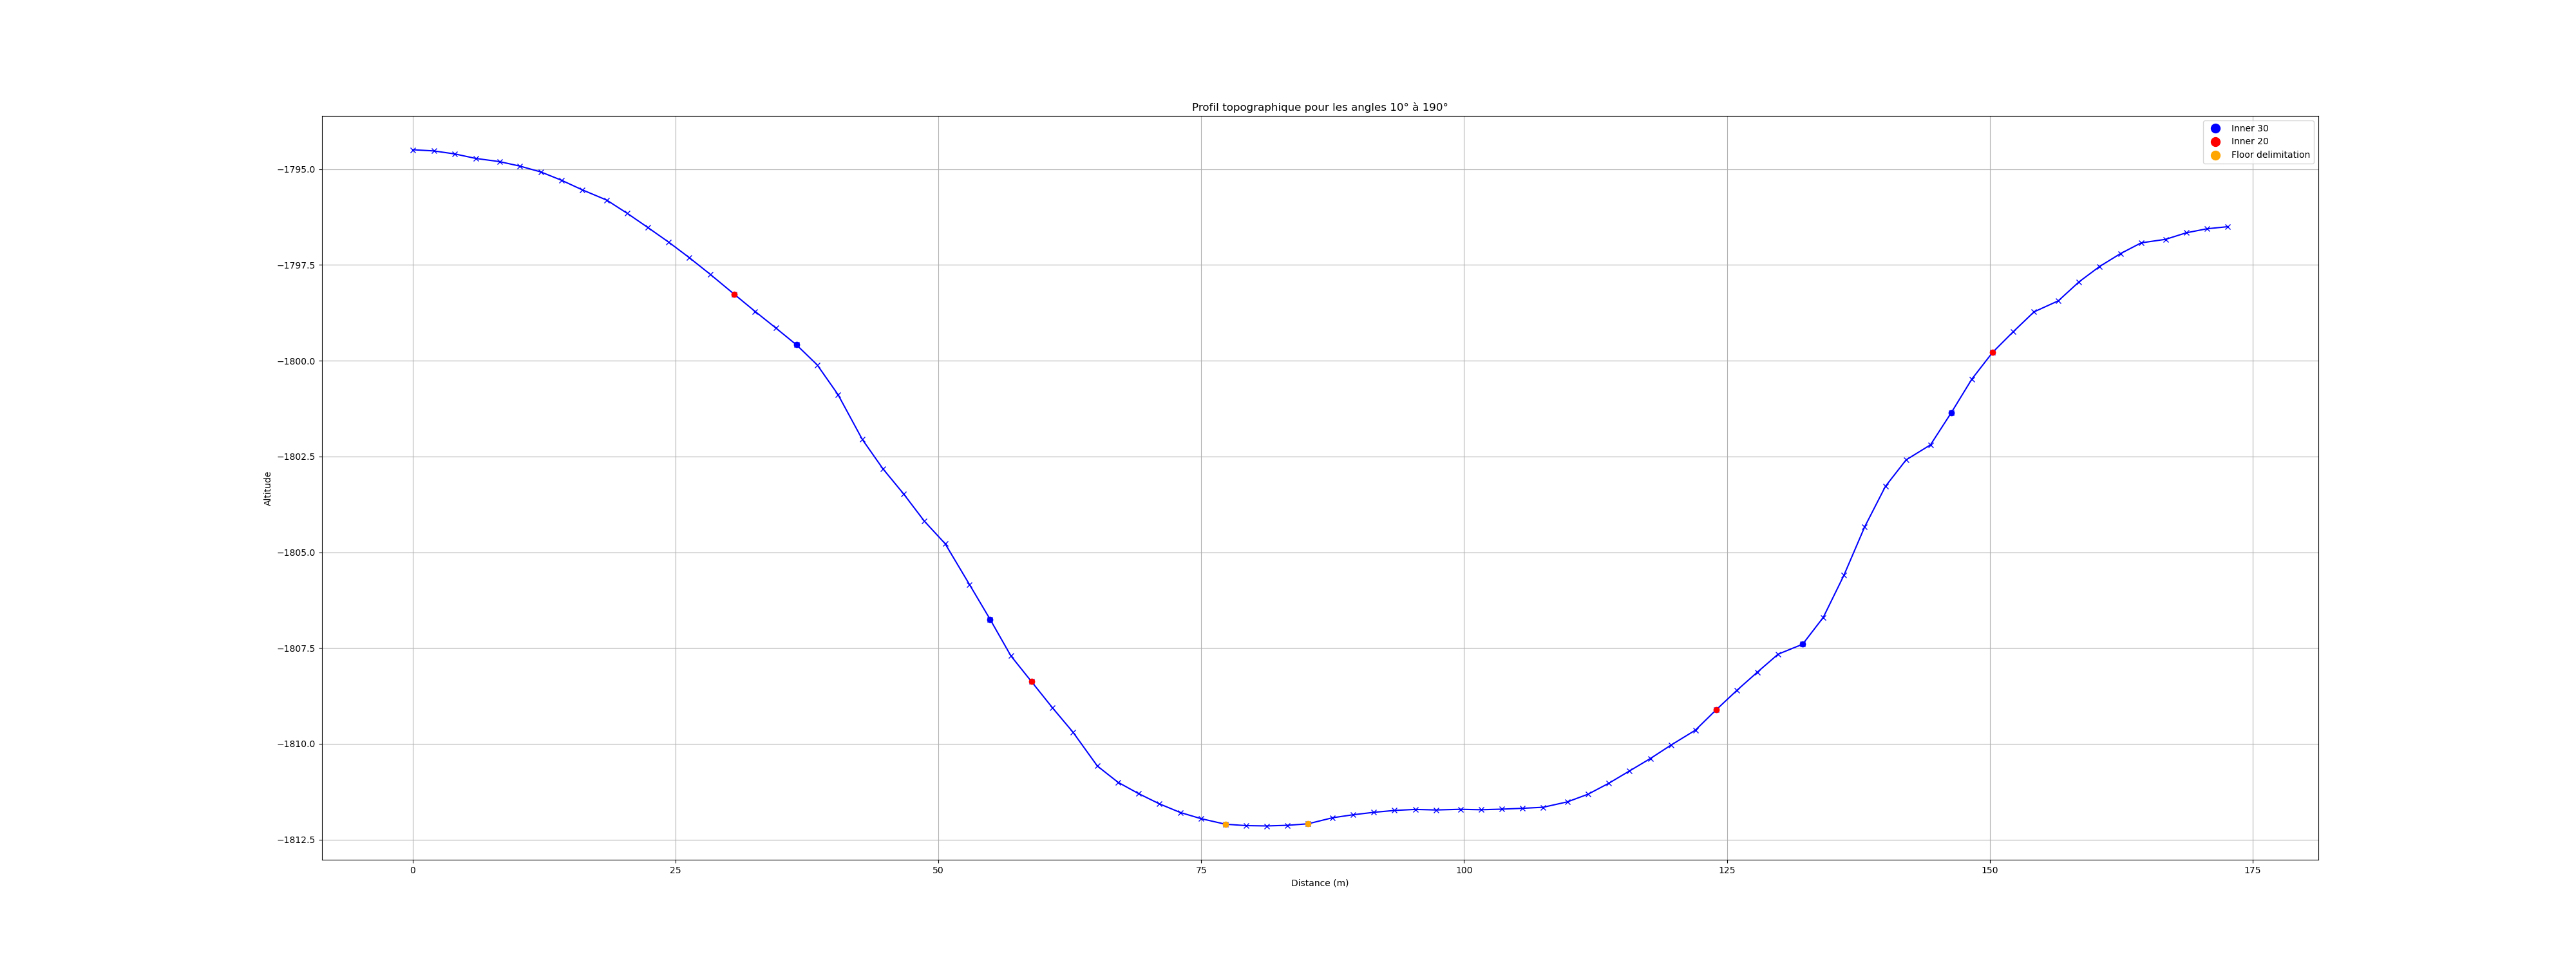 Profil topographique pour les angles 10° à 190°
Inner 30
Inner 20
Floor delimitation
−1795.0
−1797.5
−1800.0
−1802.5
−1805.0
−1807.5
−1810.0
−1812.5
Altitude
0 25 50 75 100 125 150 175
Distance (m)